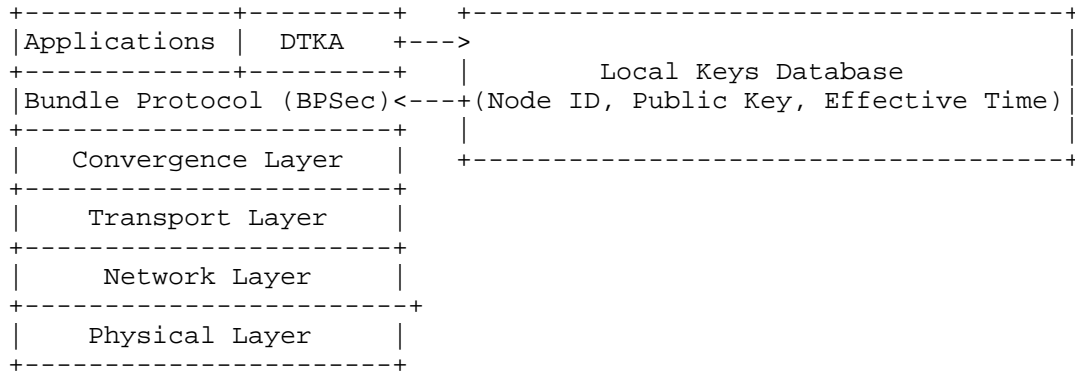 +-------------+---------+   +-------------------------------------+
|Applications |  DTKA   +--->                                     |
+-------------+---------+   |        Local Keys Database          |
|Bundle Protocol (BPSec)<---+(Node ID, Public Key, Effective Time)|
+-----------------------+   |                                     |
|   Convergence Layer   |   +-------------------------------------+
+-----------------------+
|    Transport Layer    |
+-----------------------+
|     Network Layer     |
+------------------------+
|    Physical Layer     |
+-----------------------+